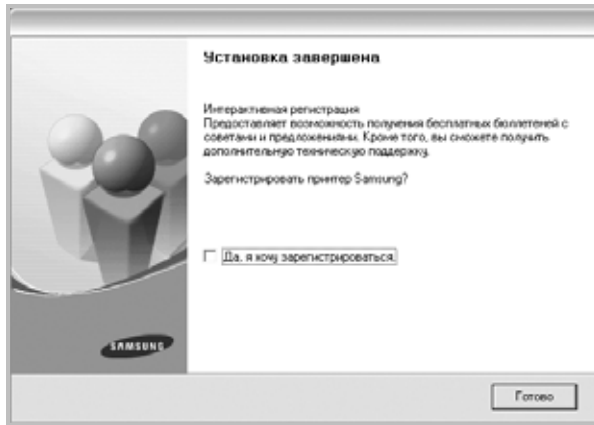 Установка завершена
Интерактивная регистрация
Предоставляет возможность получения бесплатных бюллетеней с
советами и предложениями. Кроме того, вы сможете получить
дополнительную техническую поддержку.
Зарегистрировать принтер Samsung?
Да, я хочу зарегистрироваться.
SAMSUNG
Готово